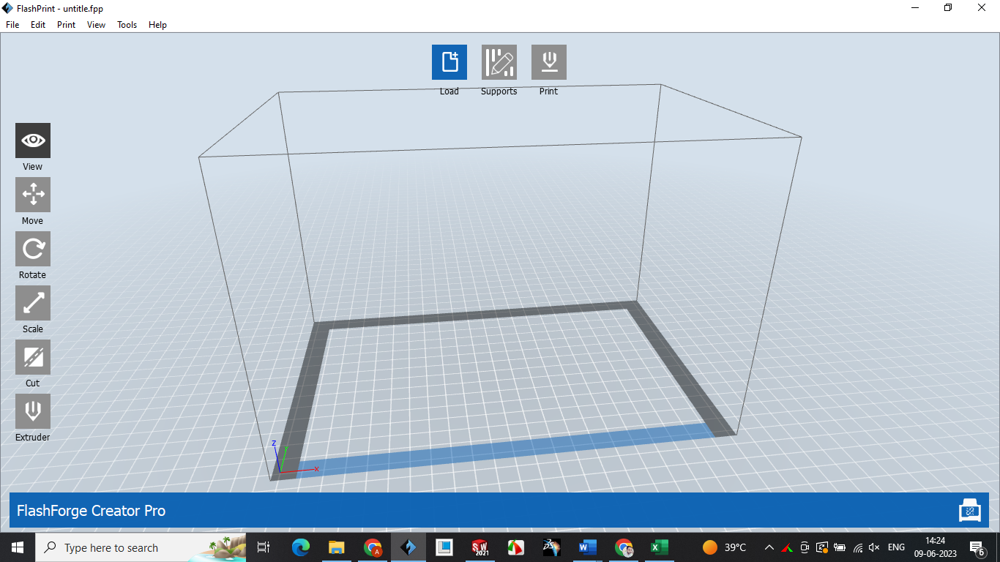 FlashPrint - untitle.fpp
File Edit Print View Tools Help
Load Supports Print
View
Move
Rotate
Scale
Cut
Extruder
z
x
FlashForge Creator Pro
Type here to search
SW
2021
39°C
ENG
14:24
09-06-2023
6